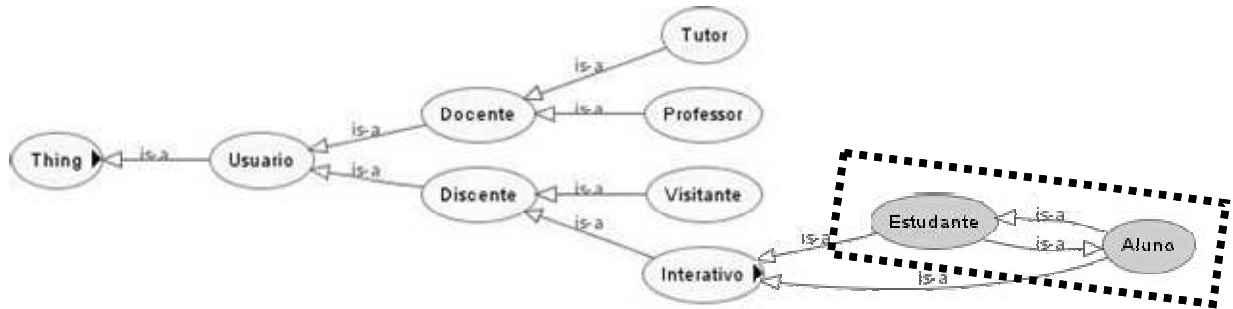 Tutor
is-a
Docente
is-a
Professor
is-a
Thing
is-a
Usuario
is-a
Discente
is-a
Visitante
is-a
Interativo
is-a
Estudante
is-a
is-a
Aluno
is-a
is-a